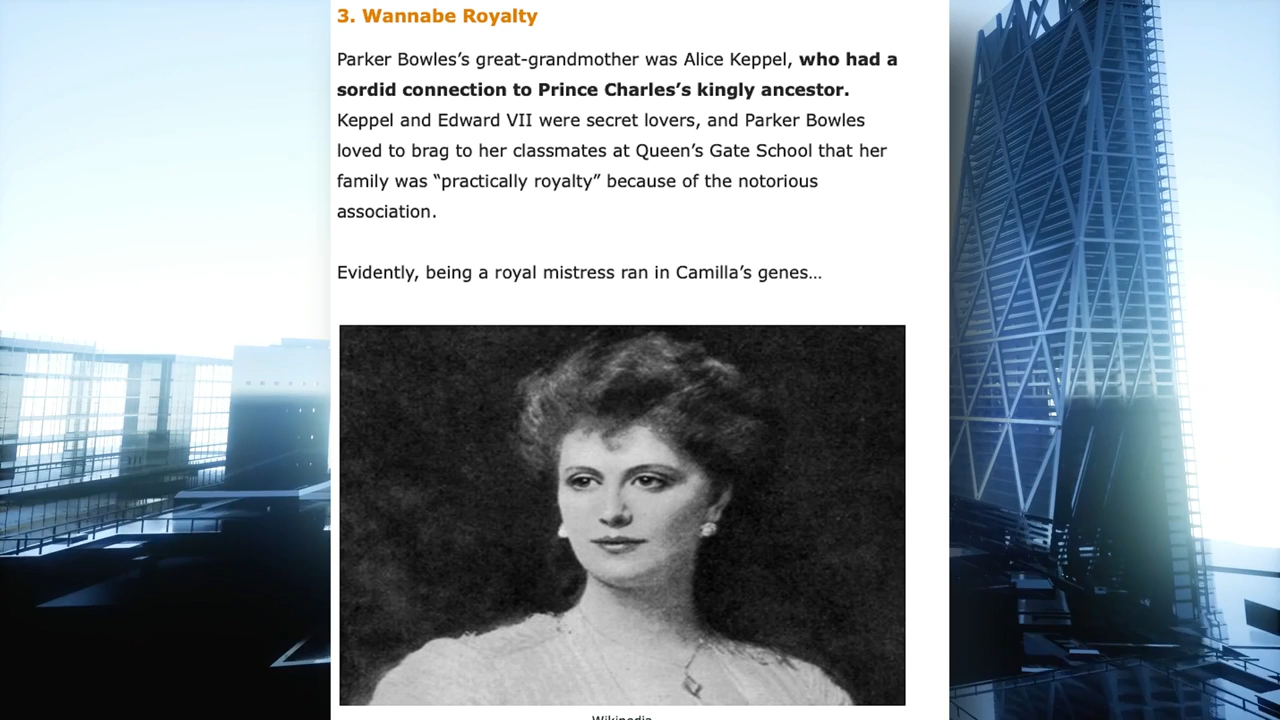 3. Wannabe Royalty
Parker Bowles’s great-grandmother was Alice Keppel, who had a
sordid connection to Prince Charles’s kingly ancestor.
Keppel and Edward VII were secret lovers, and Parker Bowles
loved to brag to her classmates at Queen’s Gate School that her
family was “practically royalty” because of the notorious
association.
Evidently, being a royal mistress ran in Camilla’s genes…
Wikipedia